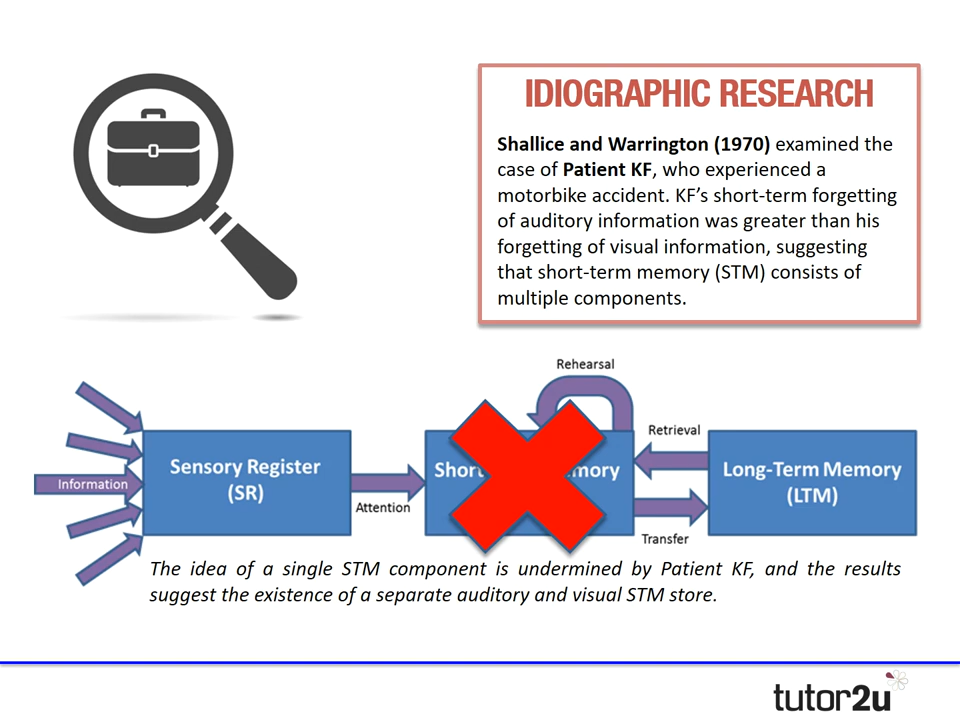 IDIOGRAPHIC RESEARCH
Shallice and Warrington (1970) examined the
case of Patient KF, who experienced a
motorbike accident. KF's short-term forgetting
of auditory information was greater than his
forgetting of visual information, suggesting
that short-term memory (STM) consists of
multiple components.
Rehearsal
Retrieval
Sensory Register
(SR)
Short
mory
Long-Term Memory
(LTM)
Information
Attention
Transfer
The idea of a single STM component is undermined by Patient KF, and the results
suggest the existence of a separate auditory and visual STM store.
tutor2u